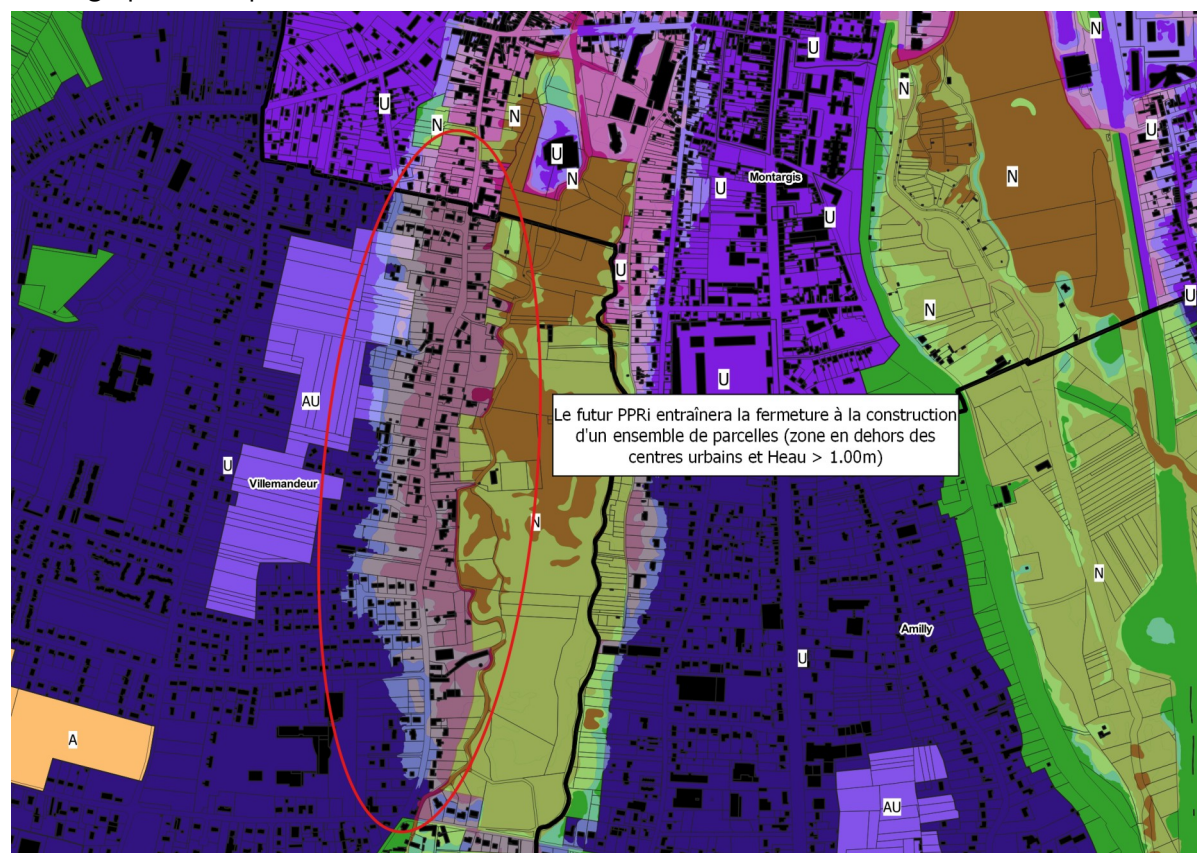 N
U
U
N
N
N
U
U
N
Montargis
U
N
U
U
U
U
N
AU
Le futur PPRi entraînera la fermeture à la construction
d'un ensemble de parcelles (zone en dehors des
centres urbains et Heau > 1.00m)
U
Villemandeur
N
N
Amilly
U
A
AU